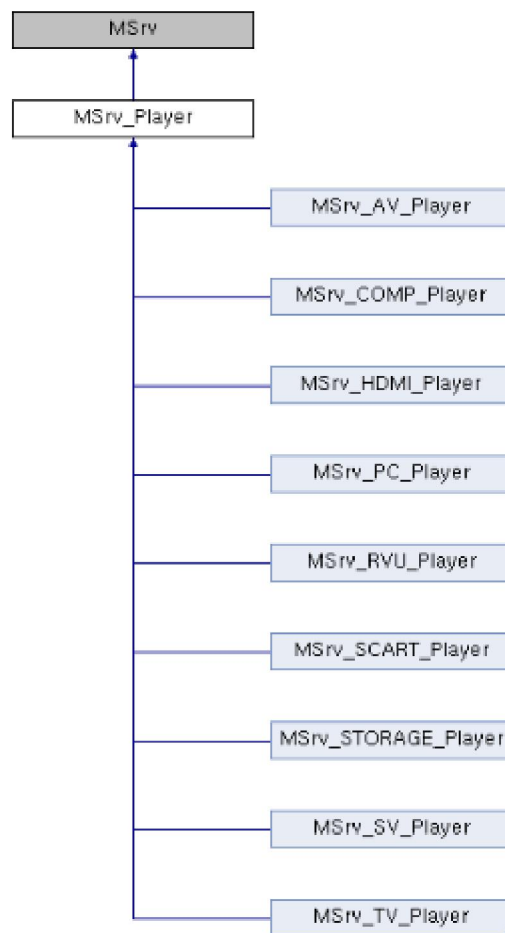 MSrv
MSrv_Player
MSrv_AV_Player
MSrv_COMP_Player
MSrv_HDMI_Player
MSrv_PC_Player
MSrv_RVU_Player
MSrv_SCART_Player
MSrv_STORAGE_Player
MSrv_SV_Player
MSrv_TV_Player